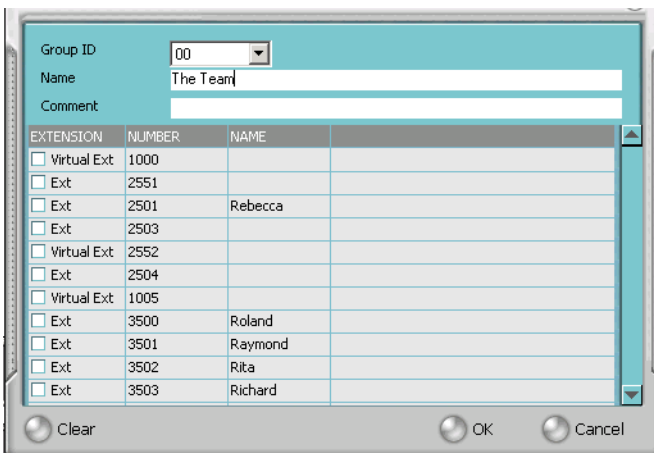 Group ID 00
Name The Team
Comment
EXTENSION NUMBER NAME
Virtual Ext 1000
Ext 2551
Ext 2501 Rebecca
Ext 2503
Virtual Ext 2552
Ext 2504
Virtual Ext 1005
Ext 3500 Roland
Ext 3501 Raymond
Ext 3502 Rita
Ext 3503 Richard
Clear OK Cancel